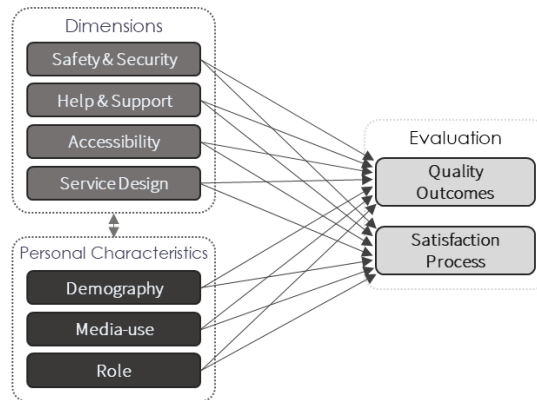 Dimensions
Safety & Security
Help & Support
Accessibility
Service Design
Personal Characteristics
Demography
Media-use
Role
Evaluation
Quality
Outcomes
Satisfaction
Process